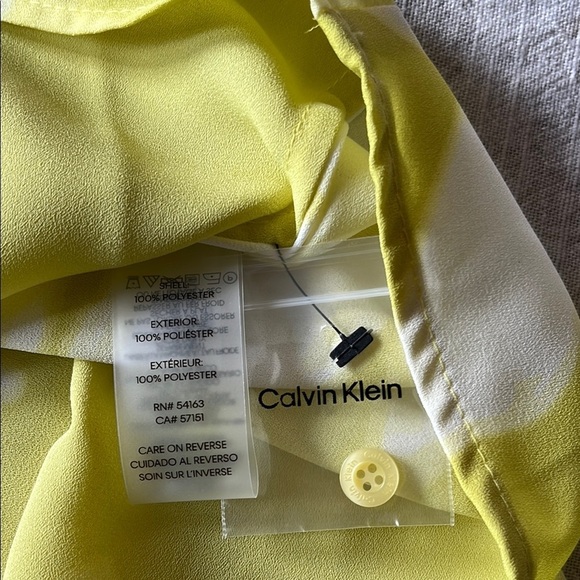 SHELL:
100% POLYESTER
EXTERIOR:
100% POLIÉSTER
EXTÉRIEUR:
100% POLYESTER
RN# 54163
CA# 57151
CARE ON REVERSE
CUIDADO AL REVERSO
SOIN SUR L'INVERSE
Calvin Klein